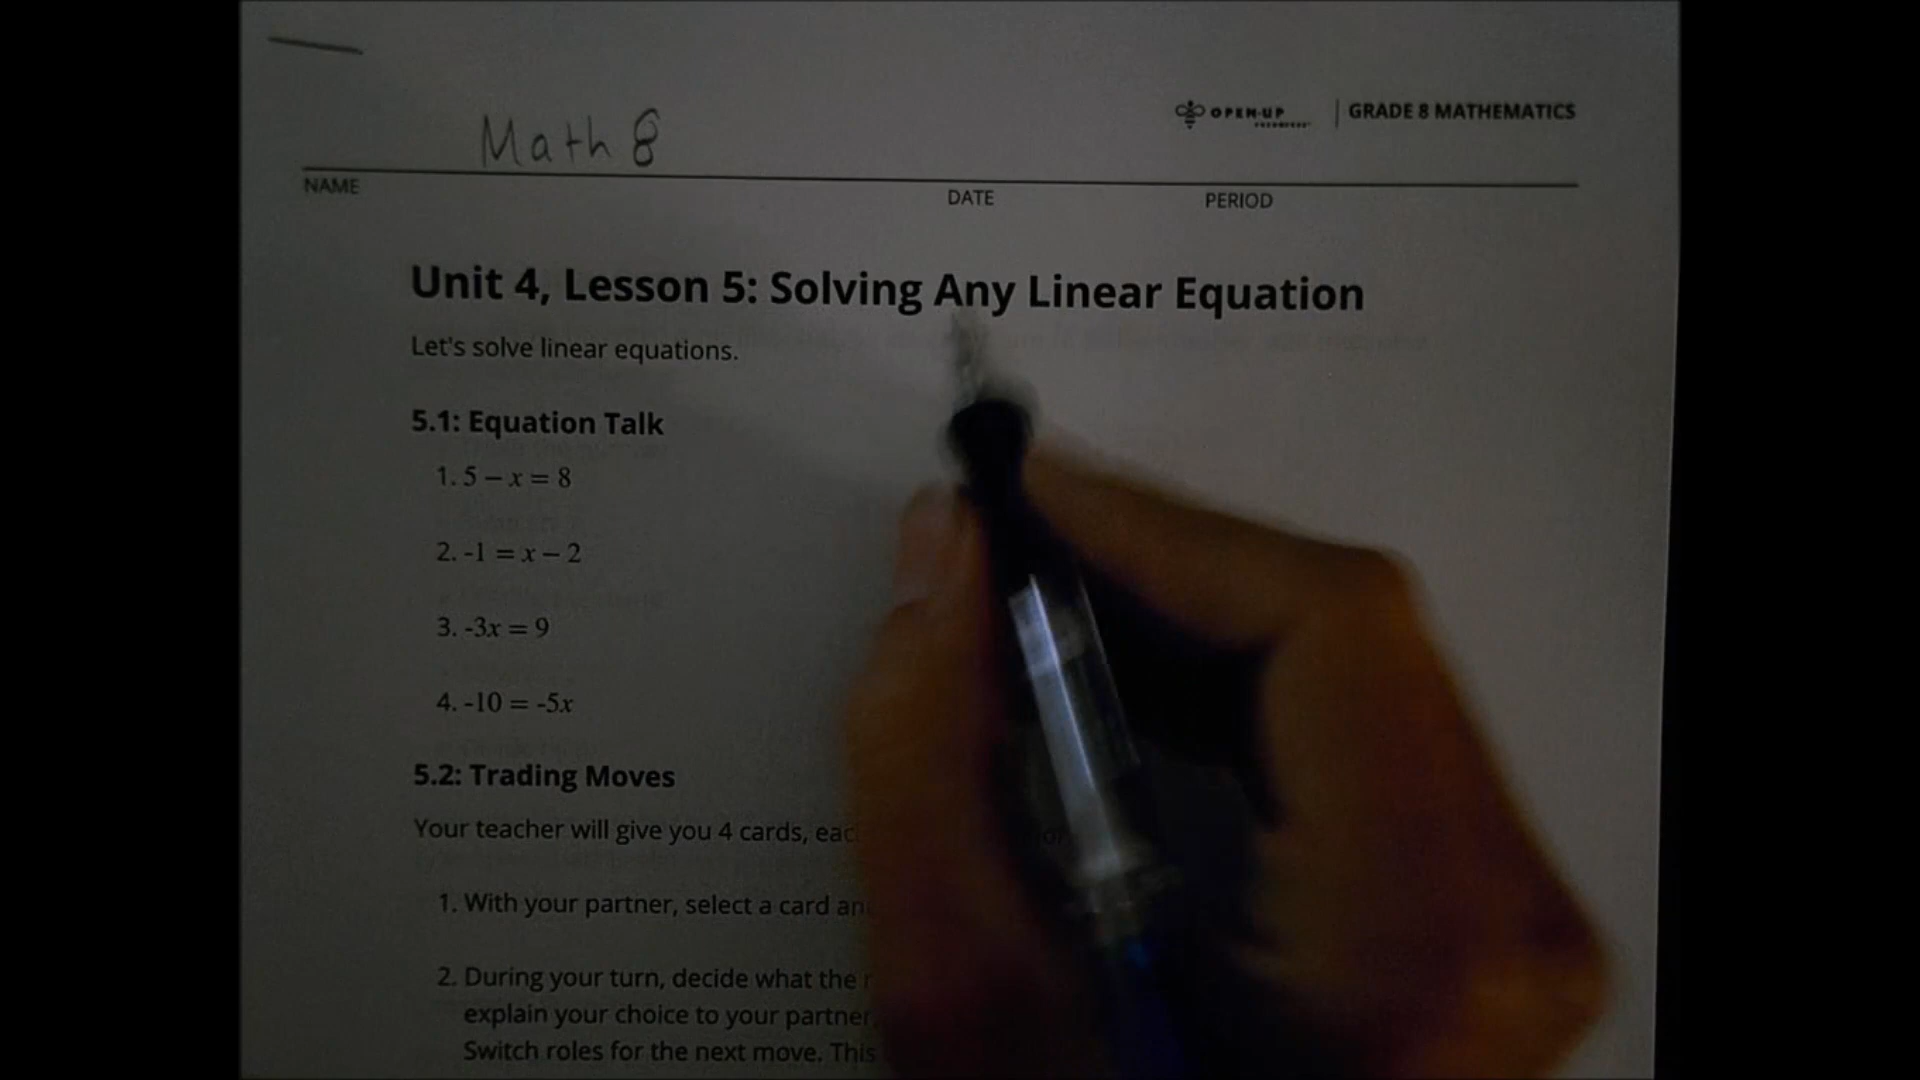 Math 8
OPEN-UP | GRADE 8 MATHEMATICS
NAME DATE PERIOD
Unit 4, Lesson 5: Solving Any Linear Equation
Let's solve linear equations.
5.1: Equation Talk
1. 5 – x = 8
2. -1 = x – 2
3. -3x = 9
4. -10 = -5x
5.2: Trading Moves
Your teacher will give you 4 cards,
1. With your partner, select a card
2. During your turn, decide what the
explain your choice to your partner
Switch roles for the next move. This